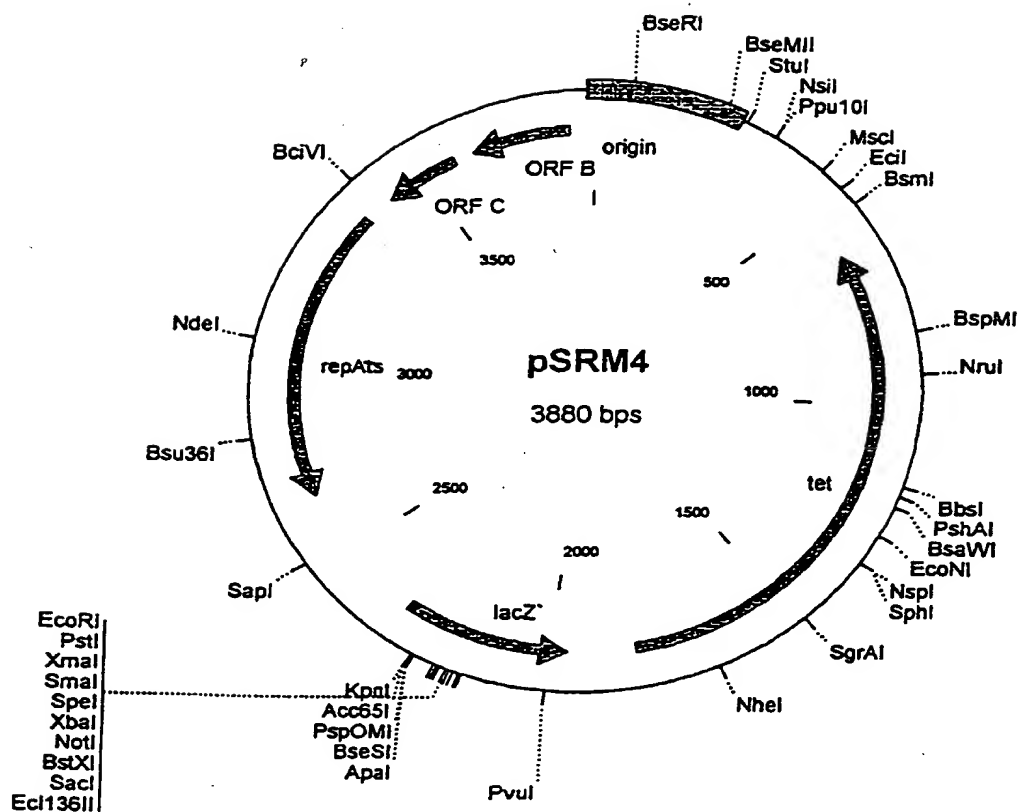 BseRI
BseMII
StuI
NsiI
Ppu10I
MscI
EciI
BsmI
BspMI
NruI
BbsI
PshAI
BsaWI
EcoNI
NspI
SphI
SgrAI
NheI
PvuI
KpnI
Acc65I
PspOMI
BseSI
ApaI
EcoRI
PstI
XmaI
SmaI
SpeI
XbaI
NotI
BstXI
SacI
Ecl136II
SapI
Bsu36I
NdeI
BciVI
origin
ORF B
ORF C
repAts
lacZ'
tet
500
1000
1500
2000
2500
3000
3500
pSRM4
3880 bps